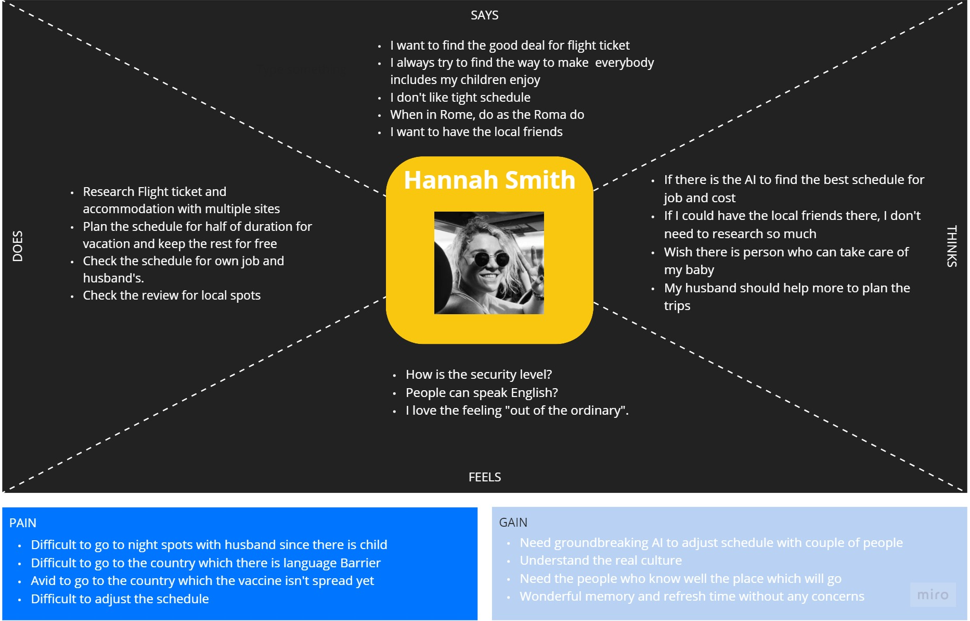 SAYS
• I want to find the good deal for flight ticket
• I always try to find the way to make everybody
includes my children enjoy
• I don't like tight schedule
• When in Rome, do as the Roma do
• I want to have the local friends
Hannah Smith
DOES
• Research Flight ticket and
accommodation with multiple sites
• Plan the schedule for half of duration for
vacation and keep the rest for free
• Check the schedule for own job and
husband's.
• Check the review for local spots
• If there is the AI to find the best schedule for
job and cost
• If I could have the local friends there, I don't
need to research so much
• Wish there is person who can take care of
my baby
• My husband should help more to plan the
trips
THINKS
• How is the security level?
• People can speak English?
• I love the feeling "out of the ordinary".
FEELS
PAIN
• Difficult to go to night spots with husband since there is child
• Difficult to go to the country which there is language Barrier
• Avid to go to the country which the vaccine isn't spread yet
• Difficult to adjust the schedule
GAIN
• Need groundbreaking AI to adjust schedule with couple of people
• Understand the real culture
• Need the people who know well the place which will go
• Wonderful memory and refresh time without any concerns
miro